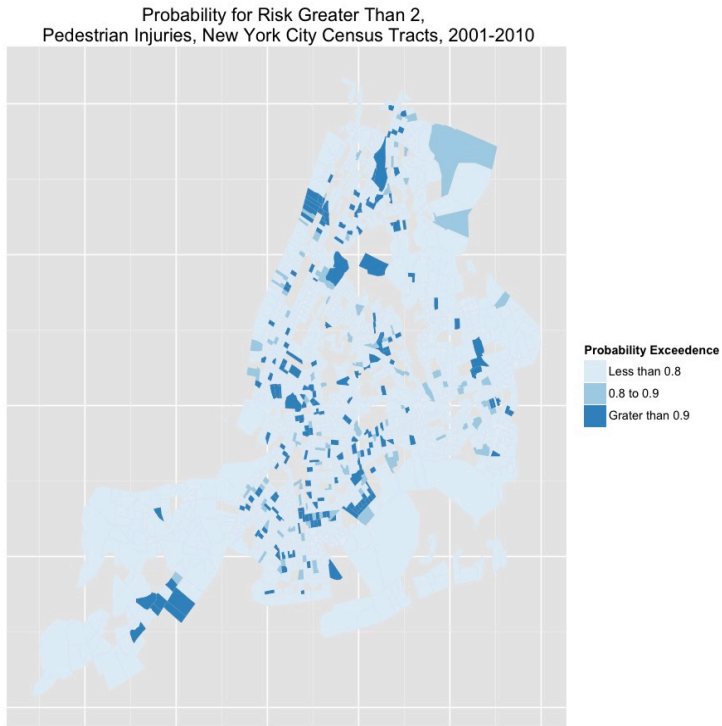 Probability for Risk Greater Than 2,
Pedestrian Injuries, New York City Census Tracts, 2001-2010
Probability Exceedence
Less than 0.8
0.8 to 0.9
Grater than 0.9